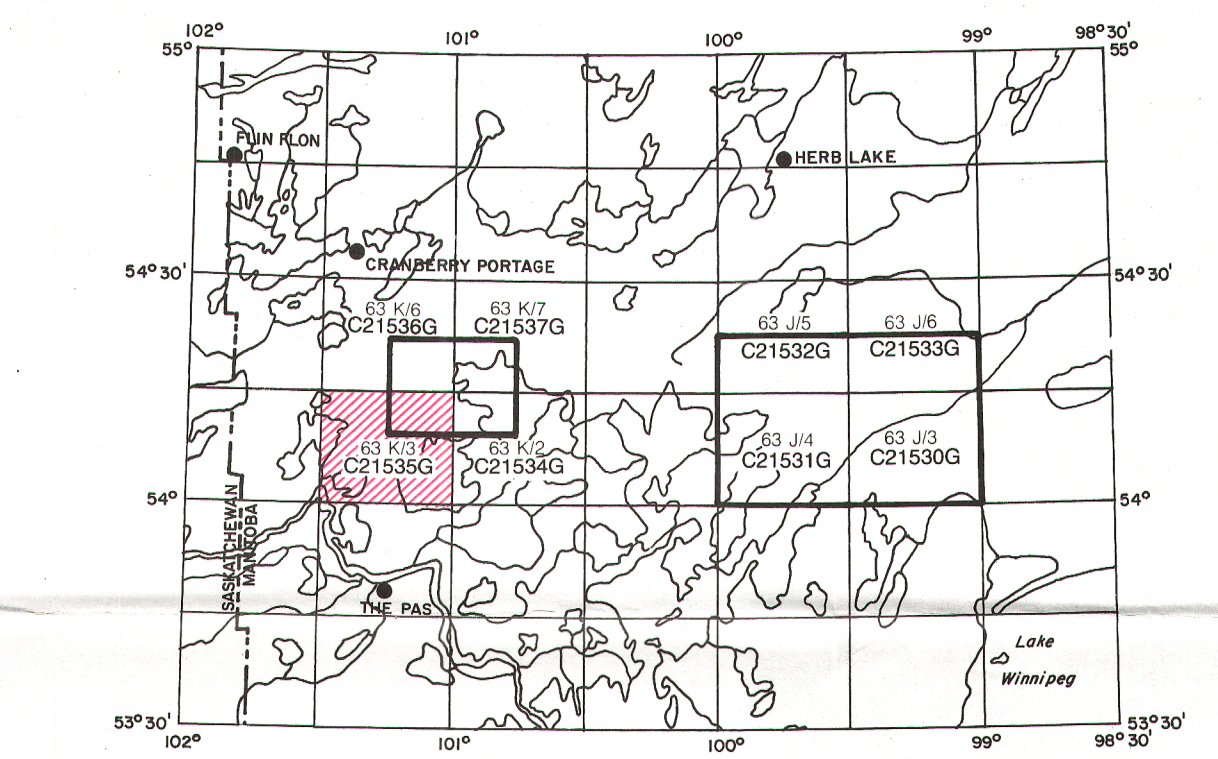 102°
101°
100°
99°
98°30'
55°
55°
FLIN FLON
HERB LAKE
CRANBERRY PORTAGE
54°30'
54°30'
63 K/6
C21536G
63 K/7
C21537G
63 J/5
C21532G
63 J/6
C21533G
63 K/3
C21535G
63 K/2
C21534G
63 J/4
C21531G
63 J/3
C21530G
54°
54°
SASKATCHEWAN
MANITOBA
THE PAS
Lake
Winnipeg
53°30'
53°30'
102°
101°
100°
99°
98°30'